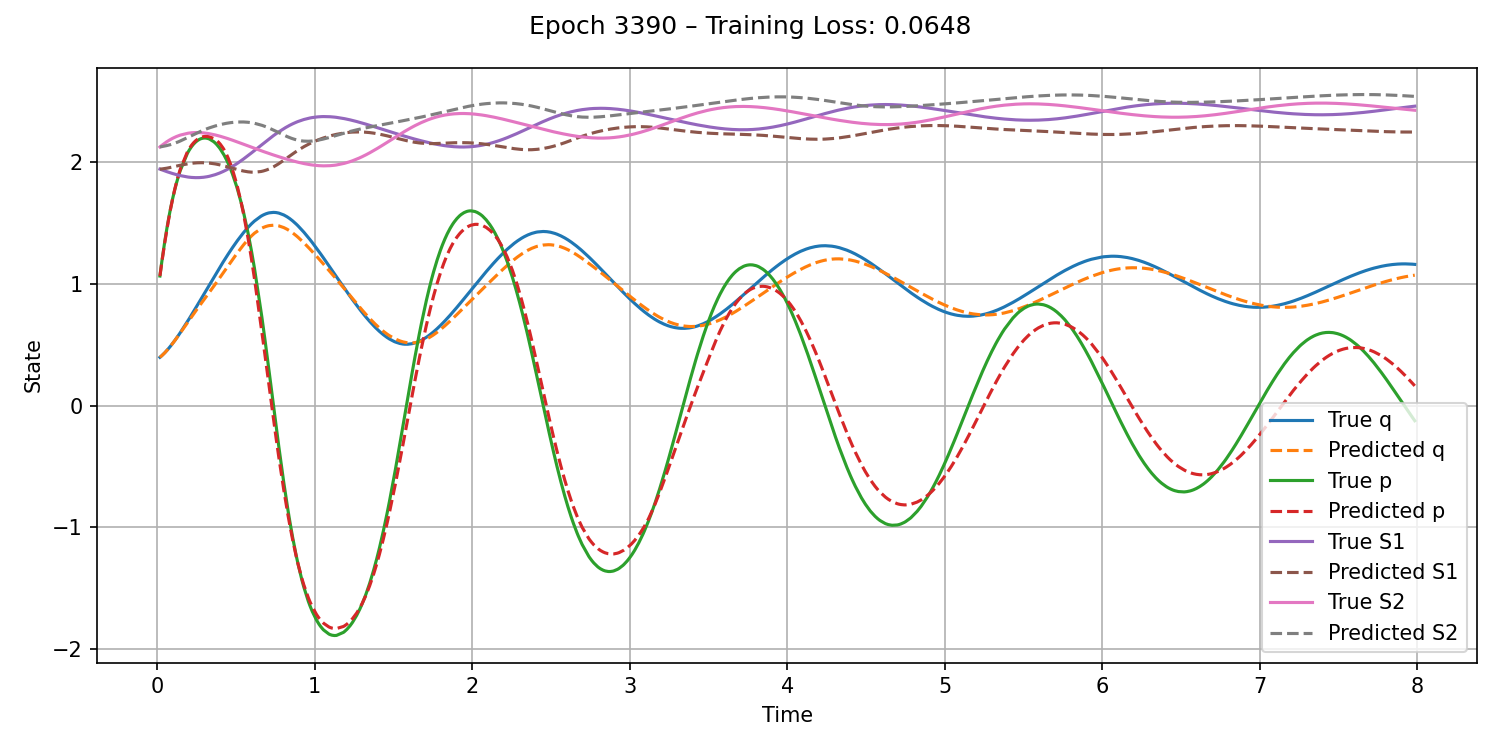 Epoch 3390 – Training Loss: 0.0648
State
2
1
0
−1
−2
0 1 2 3 4 5 6 7 8
Time
True q
Predicted q
True p
Predicted p
True S1
Predicted S1
True S2
Predicted S2